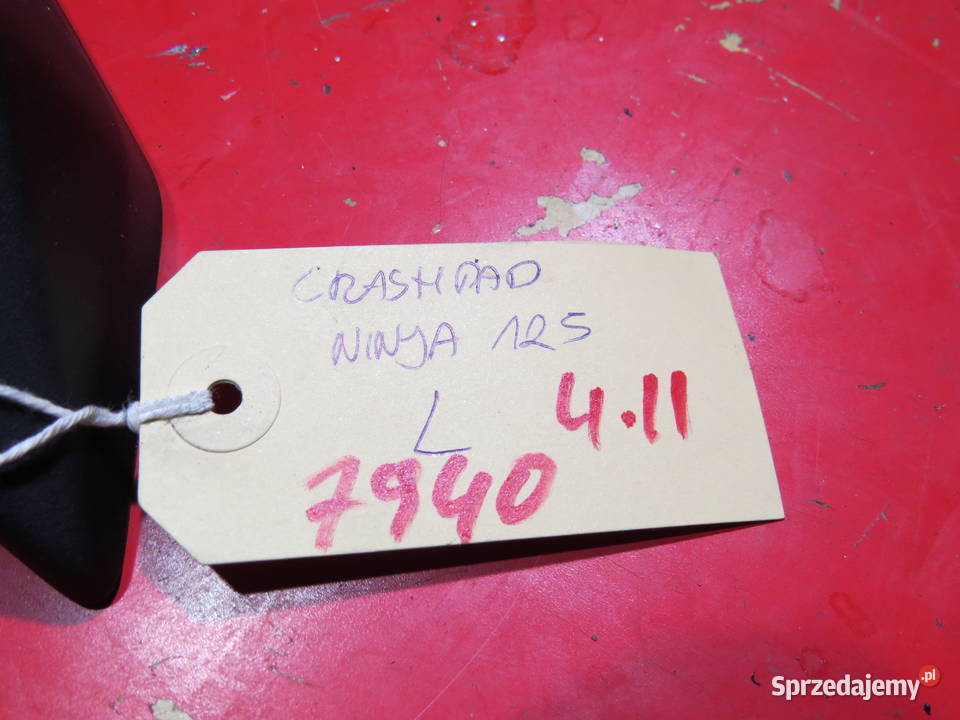 CRASHPAD
NINJA 125
L 4.11
7940
Sprzedajemy.pl